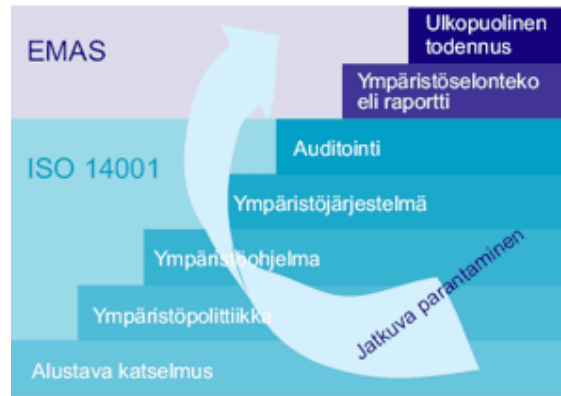 EMAS
Ulkopuolinen
todennus
Ympäristöselonteko
eli raportti
ISO 14001
Auditointi
Ympäristöjärjestelmä
Ympäristöohjelma
Ympäristöpolittiikka
Alustava katselmus
Jatkuva parantaminen